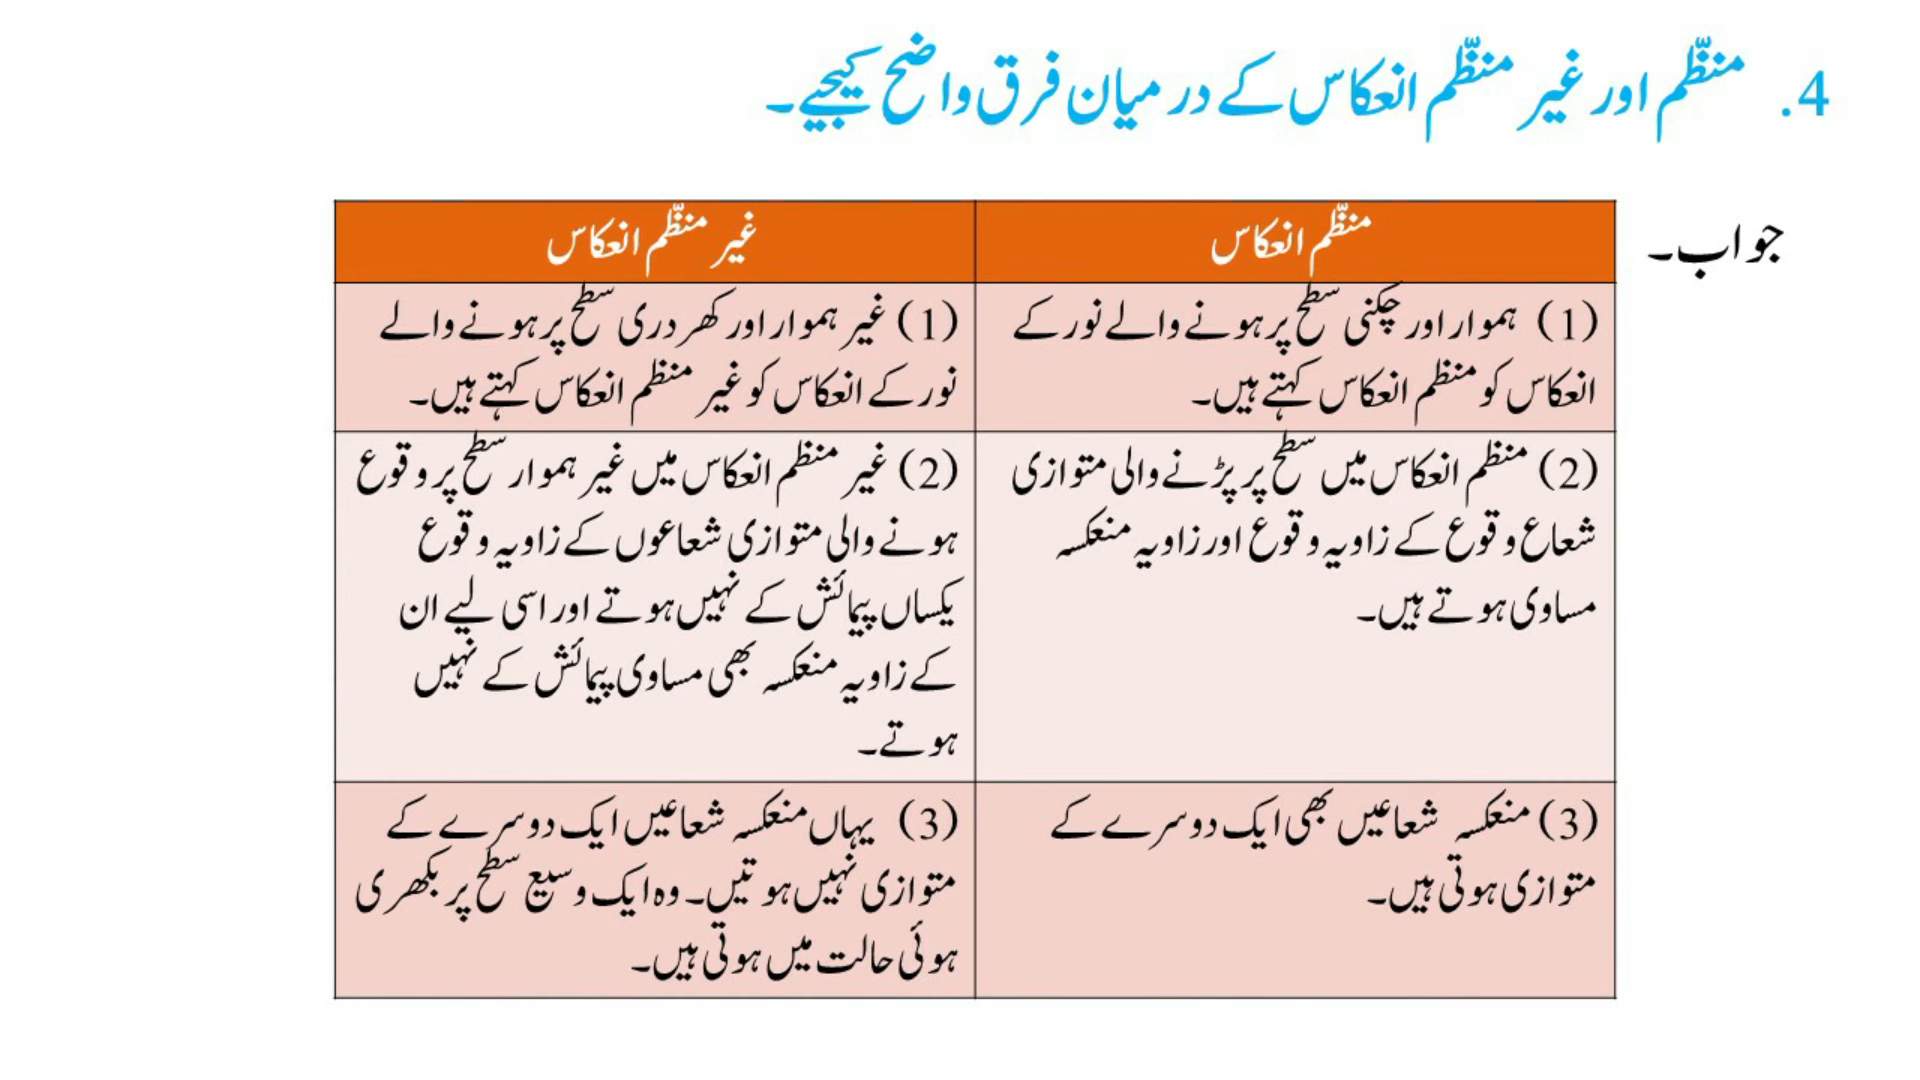 4. منظّم اور غیر منظّم انعکاس کے درمیان فرق واضح کیجیے۔
جواب۔
منظّم انعکاس
غیر منظّم انعکاس
(1) ہموار اور چکنی سطح پر ہونے والے نور کے
انعکاس کو منظم انعکاس کہتے ہیں۔
(1) غیر ہموار اور کھردری سطح پر ہونے والے
نور کے انعکاس کو غیر منظم انعکاس کہتے ہیں۔
(2) منظم انعکاس میں سطح پر پڑنے والی متوازی
شعاع وقوع کے زاویہ وقوع اور زاویہ منعکسہ
مساوی ہوتے ہیں۔
(2) غیر منظم انعکاس میں غیر ہموار سطح پر وقوع
ہونے والی متوازی شعاعوں کے زاویہ وقوع
یکساں پیمائش کے نہیں ہوتے اور اسی لیے ان
کے زاویہ منعکسہ بھی مساوی پیمائش کے نہیں
ہوتے۔
(3) منعکسہ شعاعیں بھی ایک دوسرے کے
متوازی ہوتی ہیں۔
(3) یہاں منعکسہ شعاعیں ایک دوسرے کے
متوازی نہیں ہوتیں۔ وہ ایک وسیع سطح پر بکھری
ہوئی حالت میں ہوتی ہیں۔